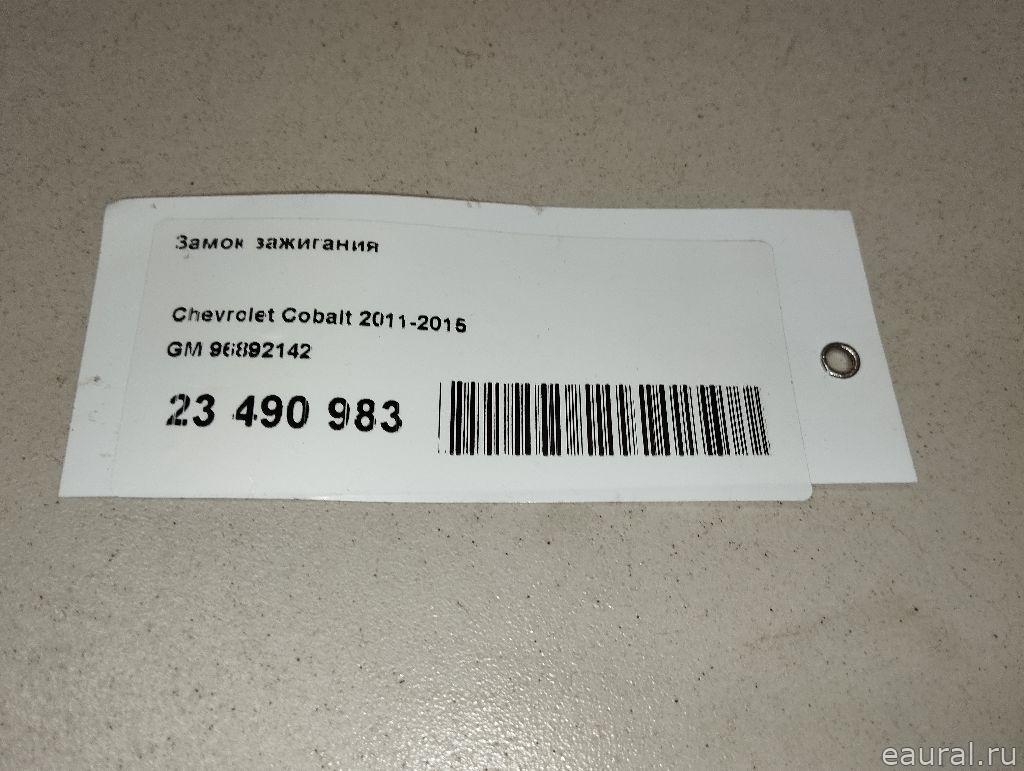 Замок зажигания
Chevrolet Cobalt 2011-2015
GM 96892142
23 490 983
eaural.ru